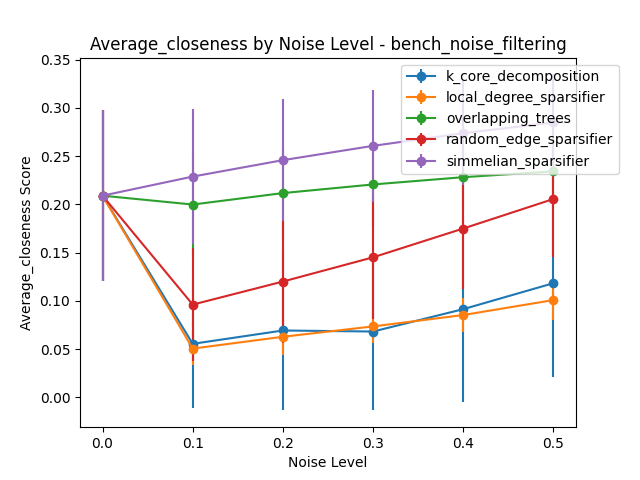 Average_closeness by Noise Level - bench_noise_filtering
k_core_decomposition
local_degree_sparsifier
overlapping_trees
random_edge_sparsifier
simmelian_sparsifier
Average_closeness Score
0.35
0.30
0.25
0.20
0.15
0.10
0.05
0.00
0.0 0.1 0.2 0.3 0.4 0.5
Noise Level